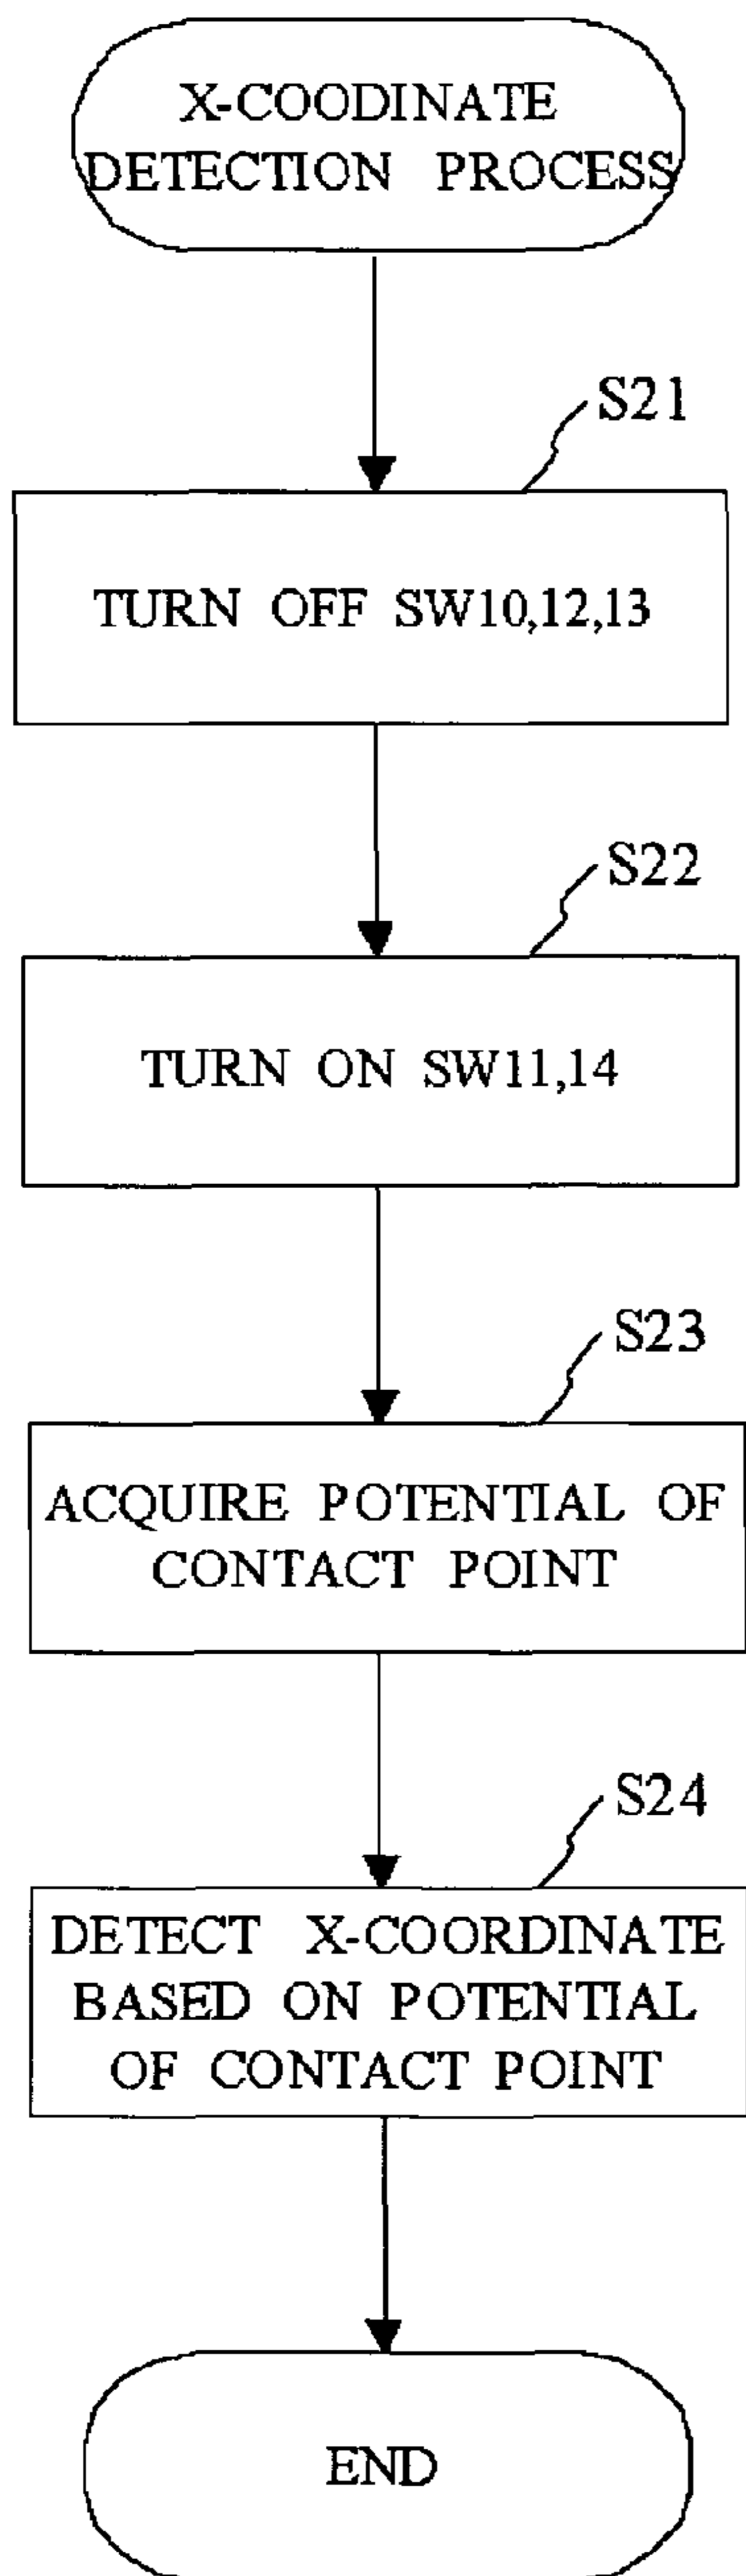 X-COODINATE
DETECTION PROCESS
S21
TURN OFF SW10,12,13
S22
TURN ON SW11,14
S23
ACQUIRE POTENTIAL OF
CONTACT POINT
S24
DETECT X-COORDINATE
BASED ON POTENTIAL
OF CONTACT POINT
END